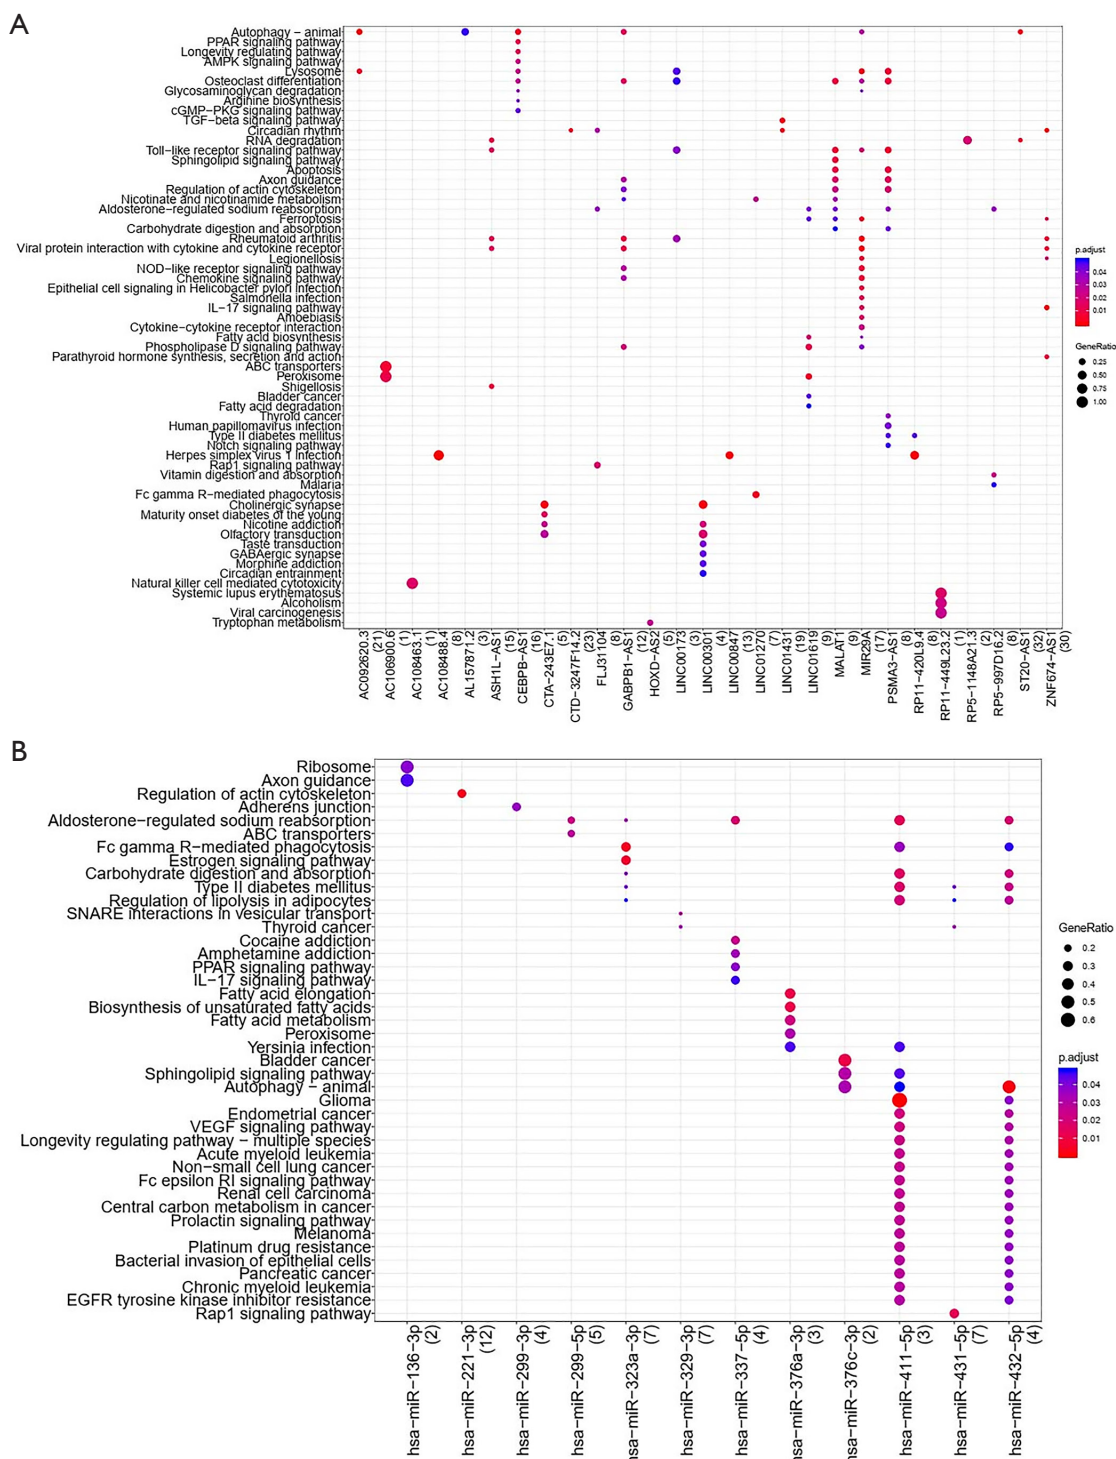 A
Autophagy − animal
PPAR signaling pathway
Longevity regulating pathway
AMPK signaling pathway
Lysosome
Osteoclast differentiation
Glycosaminoglycan degradation
Arginine biosynthesis
cGMP−PKG signaling pathway
TGF−beta signaling pathway
Circadian rhythm
RNA degradation
Toll−like receptor signaling pathway
Sphingolipid signaling pathway
Apoptosis
Axon guidance
Regulation of actin cytoskeleton
Nicotinate and nicotinamide metabolism
Aldosterone−regulated sodium reabsorption
Ferroptosis
Carbohydrate digestion and absorption
Rheumatoid arthritis
Viral protein interaction with cytokine and cytokine receptor
Legionellosis
NOD−like receptor signaling pathway
Chemokine signaling pathway
Epithelial cell signaling in Helicobacter pylori infection
Salmonella infection
IL−17 signaling pathway
Amoebiasis
Cytokine−cytokine receptor interaction
Fatty acid biosynthesis
Phospholipase D signaling pathway
Parathyroid hormone synthesis, secretion and action
ABC transporters
Peroxisome
Shigellosis
Bladder cancer
Fatty acid degradation
Thyroid cancer
Human papillomavirus infection
Type II diabetes mellitus
Notch signaling pathway
Herpes simplex virus 1 infection
Rap1 signaling pathway
Vitamin digestion and absorption
Malaria
Fc gamma R−mediated phagocytosis
Cholinergic synapse
Maturity onset diabetes of the young
Nicotine addiction
Olfactory transduction
Taste transduction
GABAergic synapse
Morphine addiction
Circadian entrainment
Natural killer cell mediated cytotoxicity
Systemic lupus erythematosus
Alcoholism
Viral carcinogenesis
Tryptophan metabolism
AC092620.3
(21)
AC106900.6
(1)
AC108463.1
(1)
AC108488.4
(8)
AL157871.2
(3)
ASH1L−AS1
(15)
CEBPB−AS1
(16)
CTA−243E7.1
(5)
CTD−3247F14.2
(23)
FLJ31104
(8)
GABPB1−AS1
(12)
HOXD−AS2
(5)
LINC00173
(3)
LINC00301
(4)
LINC00847
(13)
LINC01270
(7)
LINC01431
(19)
LINC01619
(9)
MALAT1
(9)
MIR29A
(17)
PSMA3−AS1
(8)
RP11−420L9.4
(8)
RP11−449L23.2
(1)
RP5−1148A21.3
(2)
RP5−997D16.2
(8)
ST20−AS1
(32)
ZNF674−AS1
(30)
p.adjust
0.04
0.03
0.02
0.01
GeneRatio
0.25
0.50
0.75
1.00
B
Ribosome
Axon guidance
Regulation of actin cytoskeleton
Adherens junction
Aldosterone−regulated sodium reabsorption
ABC transporters
Fc gamma R−mediated phagocytosis
Estrogen signaling pathway
Carbohydrate digestion and absorption
Type II diabetes mellitus
Regulation of lipolysis in adipocytes
SNARE interactions in vesicular transport
Thyroid cancer
Cocaine addiction
Amphetamine addiction
PPAR signaling pathway
IL−17 signaling pathway
Fatty acid elongation
Biosynthesis of unsaturated fatty acids
Fatty acid metabolism
Peroxisome
Yersinia infection
Bladder cancer
Sphingolipid signaling pathway
Autophagy − animal
Glioma
Endometrial cancer
VEGF signaling pathway
Longevity regulating pathway − multiple species
Acute myeloid leukemia
Non−small cell lung cancer
Fc epsilon RI signaling pathway
Renal cell carcinoma
Central carbon metabolism in cancer
Prolactin signaling pathway
Melanoma
Platinum drug resistance
Bacterial invasion of epithelial cells
Pancreatic cancer
Chronic myeloid leukemia
EGFR tyrosine kinase inhibitor resistance
Rap1 signaling pathway
hsa−miR−136−3p
(2)
hsa−miR−221−3p
(12)
hsa−miR−299−3p
(4)
hsa−miR−299−5p
(5)
hsa−miR−323a−3p
(7)
hsa−miR−329−3p
(7)
hsa−miR−337−5p
(4)
hsa−miR−376a−3p
(3)
hsa−miR−376c−3p
(2)
hsa−miR−411−5p
(3)
hsa−miR−431−5p
(7)
hsa−miR−432−5p
(4)
GeneRatio
0.2
0.3
0.4
0.5
0.6
p.adjust
0.04
0.03
0.02
0.01